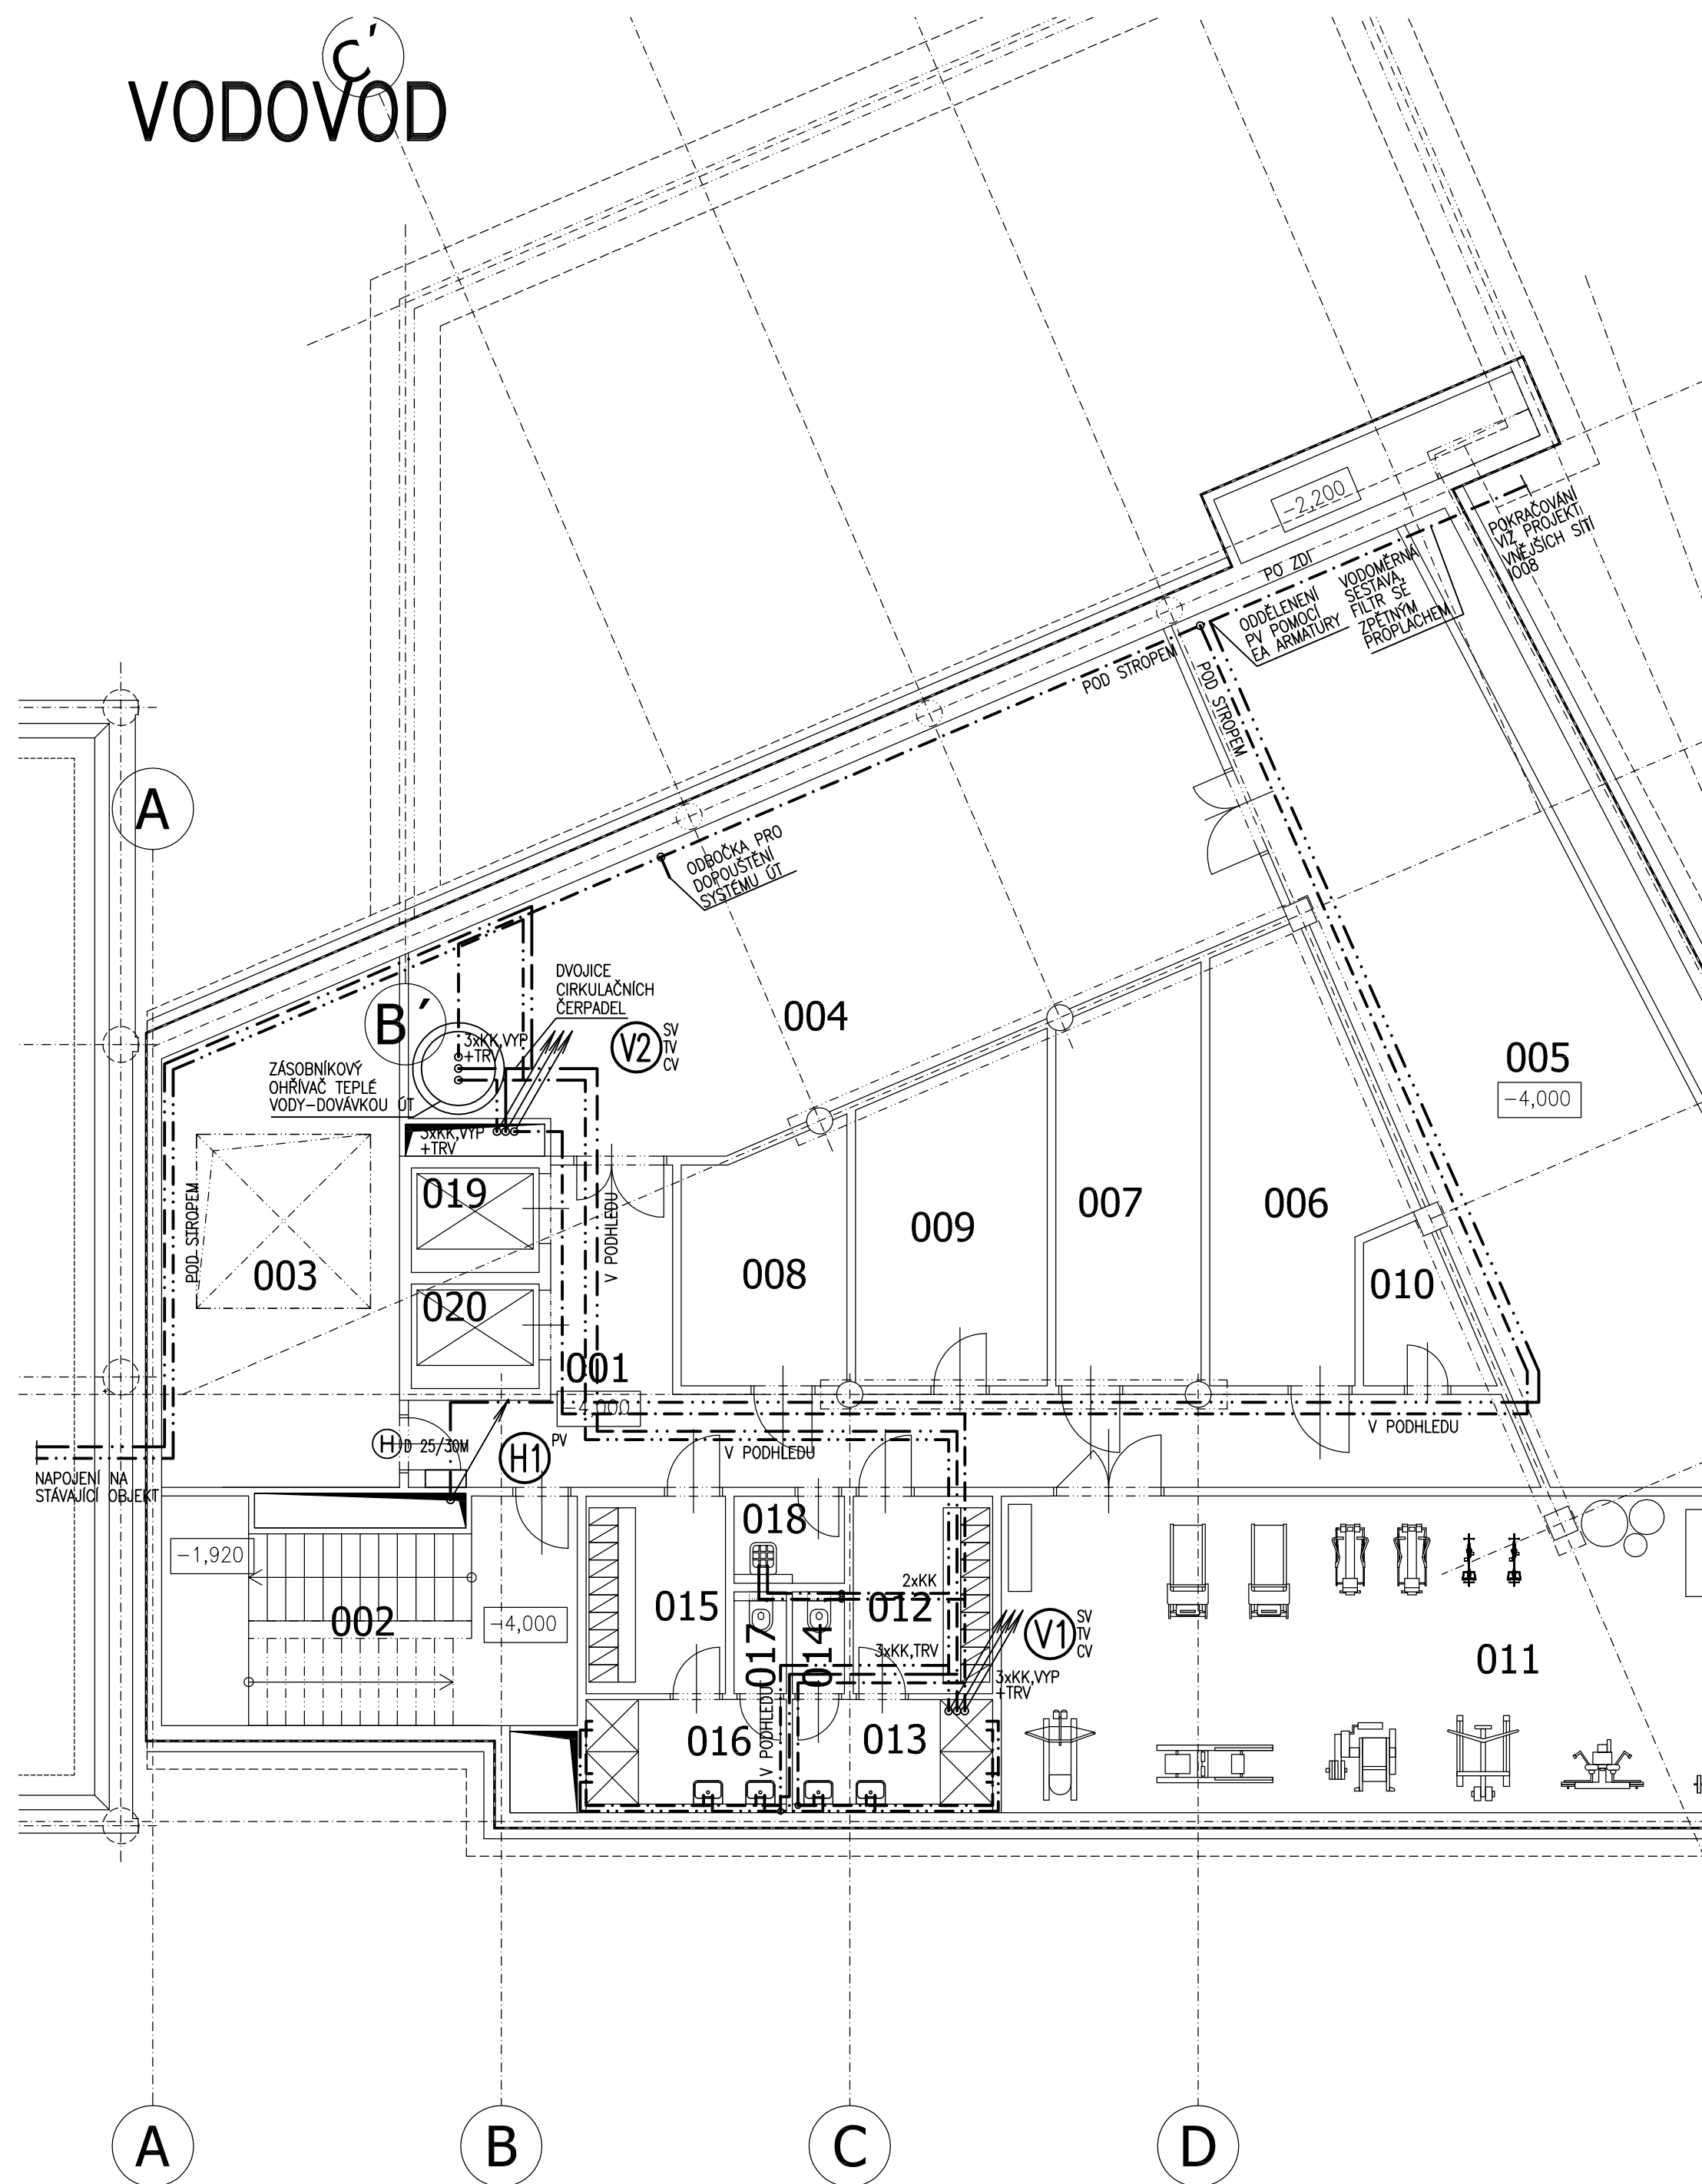 C´
VODOVOD
-2,200
POKRAČOVÁNÍ
VIZ PROJEKT
VNĚJŠÍCH SÍTÍ
IO08
PO ZDI
VODOMĚRNÁ
SESTAVA,
FILTR SE
ZPĚTNÝM
PROPLACHEM
ODDĚLENENÍ
PV POMOCÍ
EA ARMATURY
POD STROPEM
POD STROPEM
A
ODBOČKA PRO
DOPOUŠTĚNÍ
SYSTÉMU ÚT
DVOJICE
CIRKULAČNÍCH
ČERPADEL
B´
004
V2
SV
TV
CV
3xKK,VYP
+TRV
005
-4,000
ZÁSOBNÍKOVÝ
OHŘÍVAČ TEPLÉ
VODY-DOVÁVKOU ÚT
3xKK,VYP
+TRV
POD STROPEM
019
V PODHLEDU
003
020
008
009
007
006
010
001
-4,000
H
D 25/30M
H1
PV
V PODHLEDU
V PODHLEDU
NAPOJENÍ NA
STÁVAJÍCÍ OBJEKT
018
-1,920
002
-4,000
015
017
014
012
2xKK
3xKK,TRV
V1
SV
TV
CV
3xKK,VYP
+TRV
011
016
V PODHLEDU
013
A
B
C
D